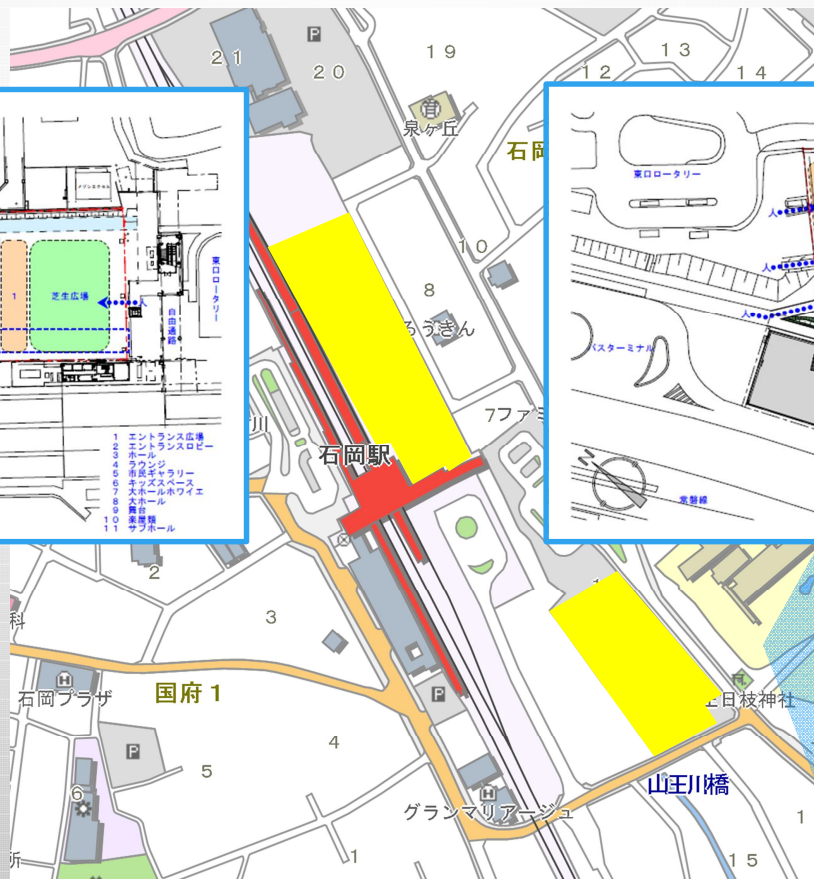 P
２１
２０
１９
１３
１２
１４
泉ヶ丘
石岡
１０
８
ろうきん
7ファミ
川
石岡駅
２
３
科
石岡プラザ
国府１
P
P
４
５
６
グランマリアージュ
日枝神社
山王川橋
１
１
１５
所
東口ロータリー
自由通路
人
1
芝生広場
1 エントランス広場
2 エントランスロビー
3 ホール
4 ラウンジ
5 市民ギャラリー
6 キッズスペース
7 大ホールホワイエ
8 大ホール
9 舞台
10 楽屋類
11 サブホール
東口ロータリー
人
人
人
バスターミナル
N
常磐線